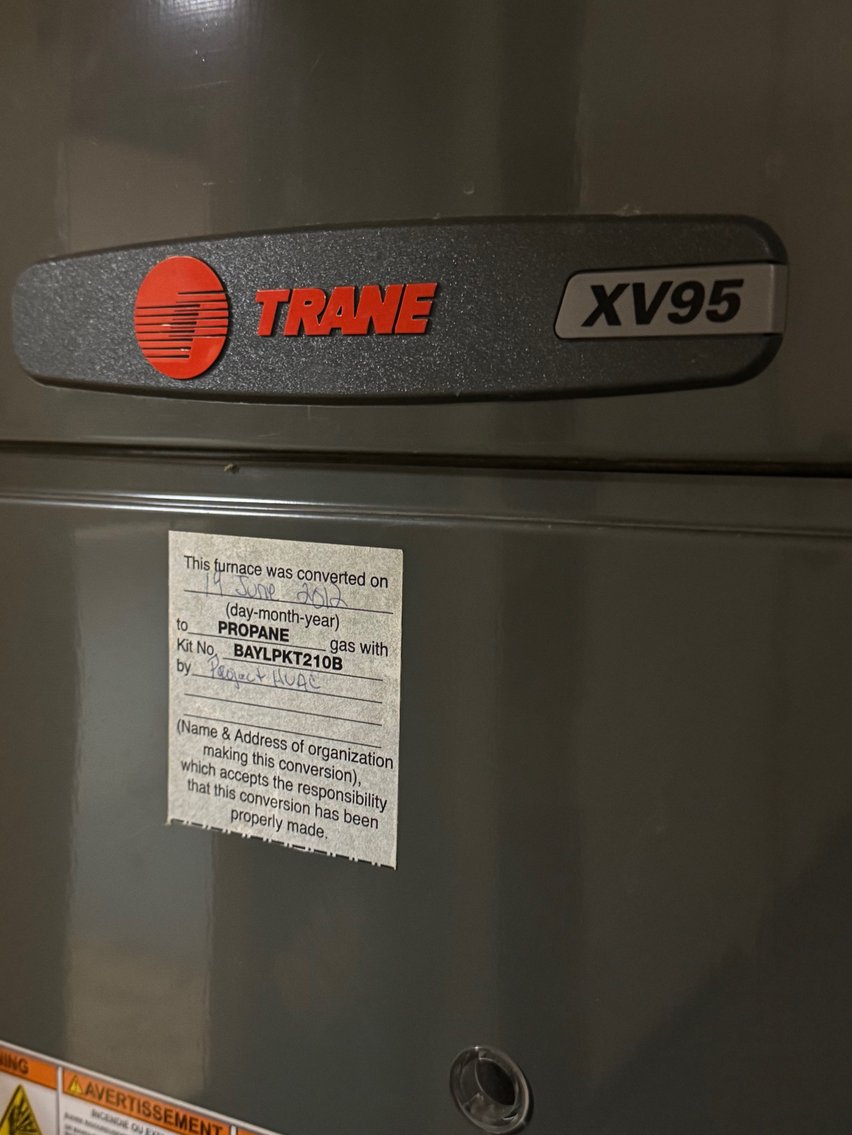 TRANE
XV95
This furnace was converted on
19 June 2012
(day-month-year)
to PROPANE gas with
Kit No. BAYLPKT210B
by Project HVAC
(Name & Address of organization
making this conversion),
which accepts the responsibility
that this conversion has been
properly made.
AVERTISSEMENT